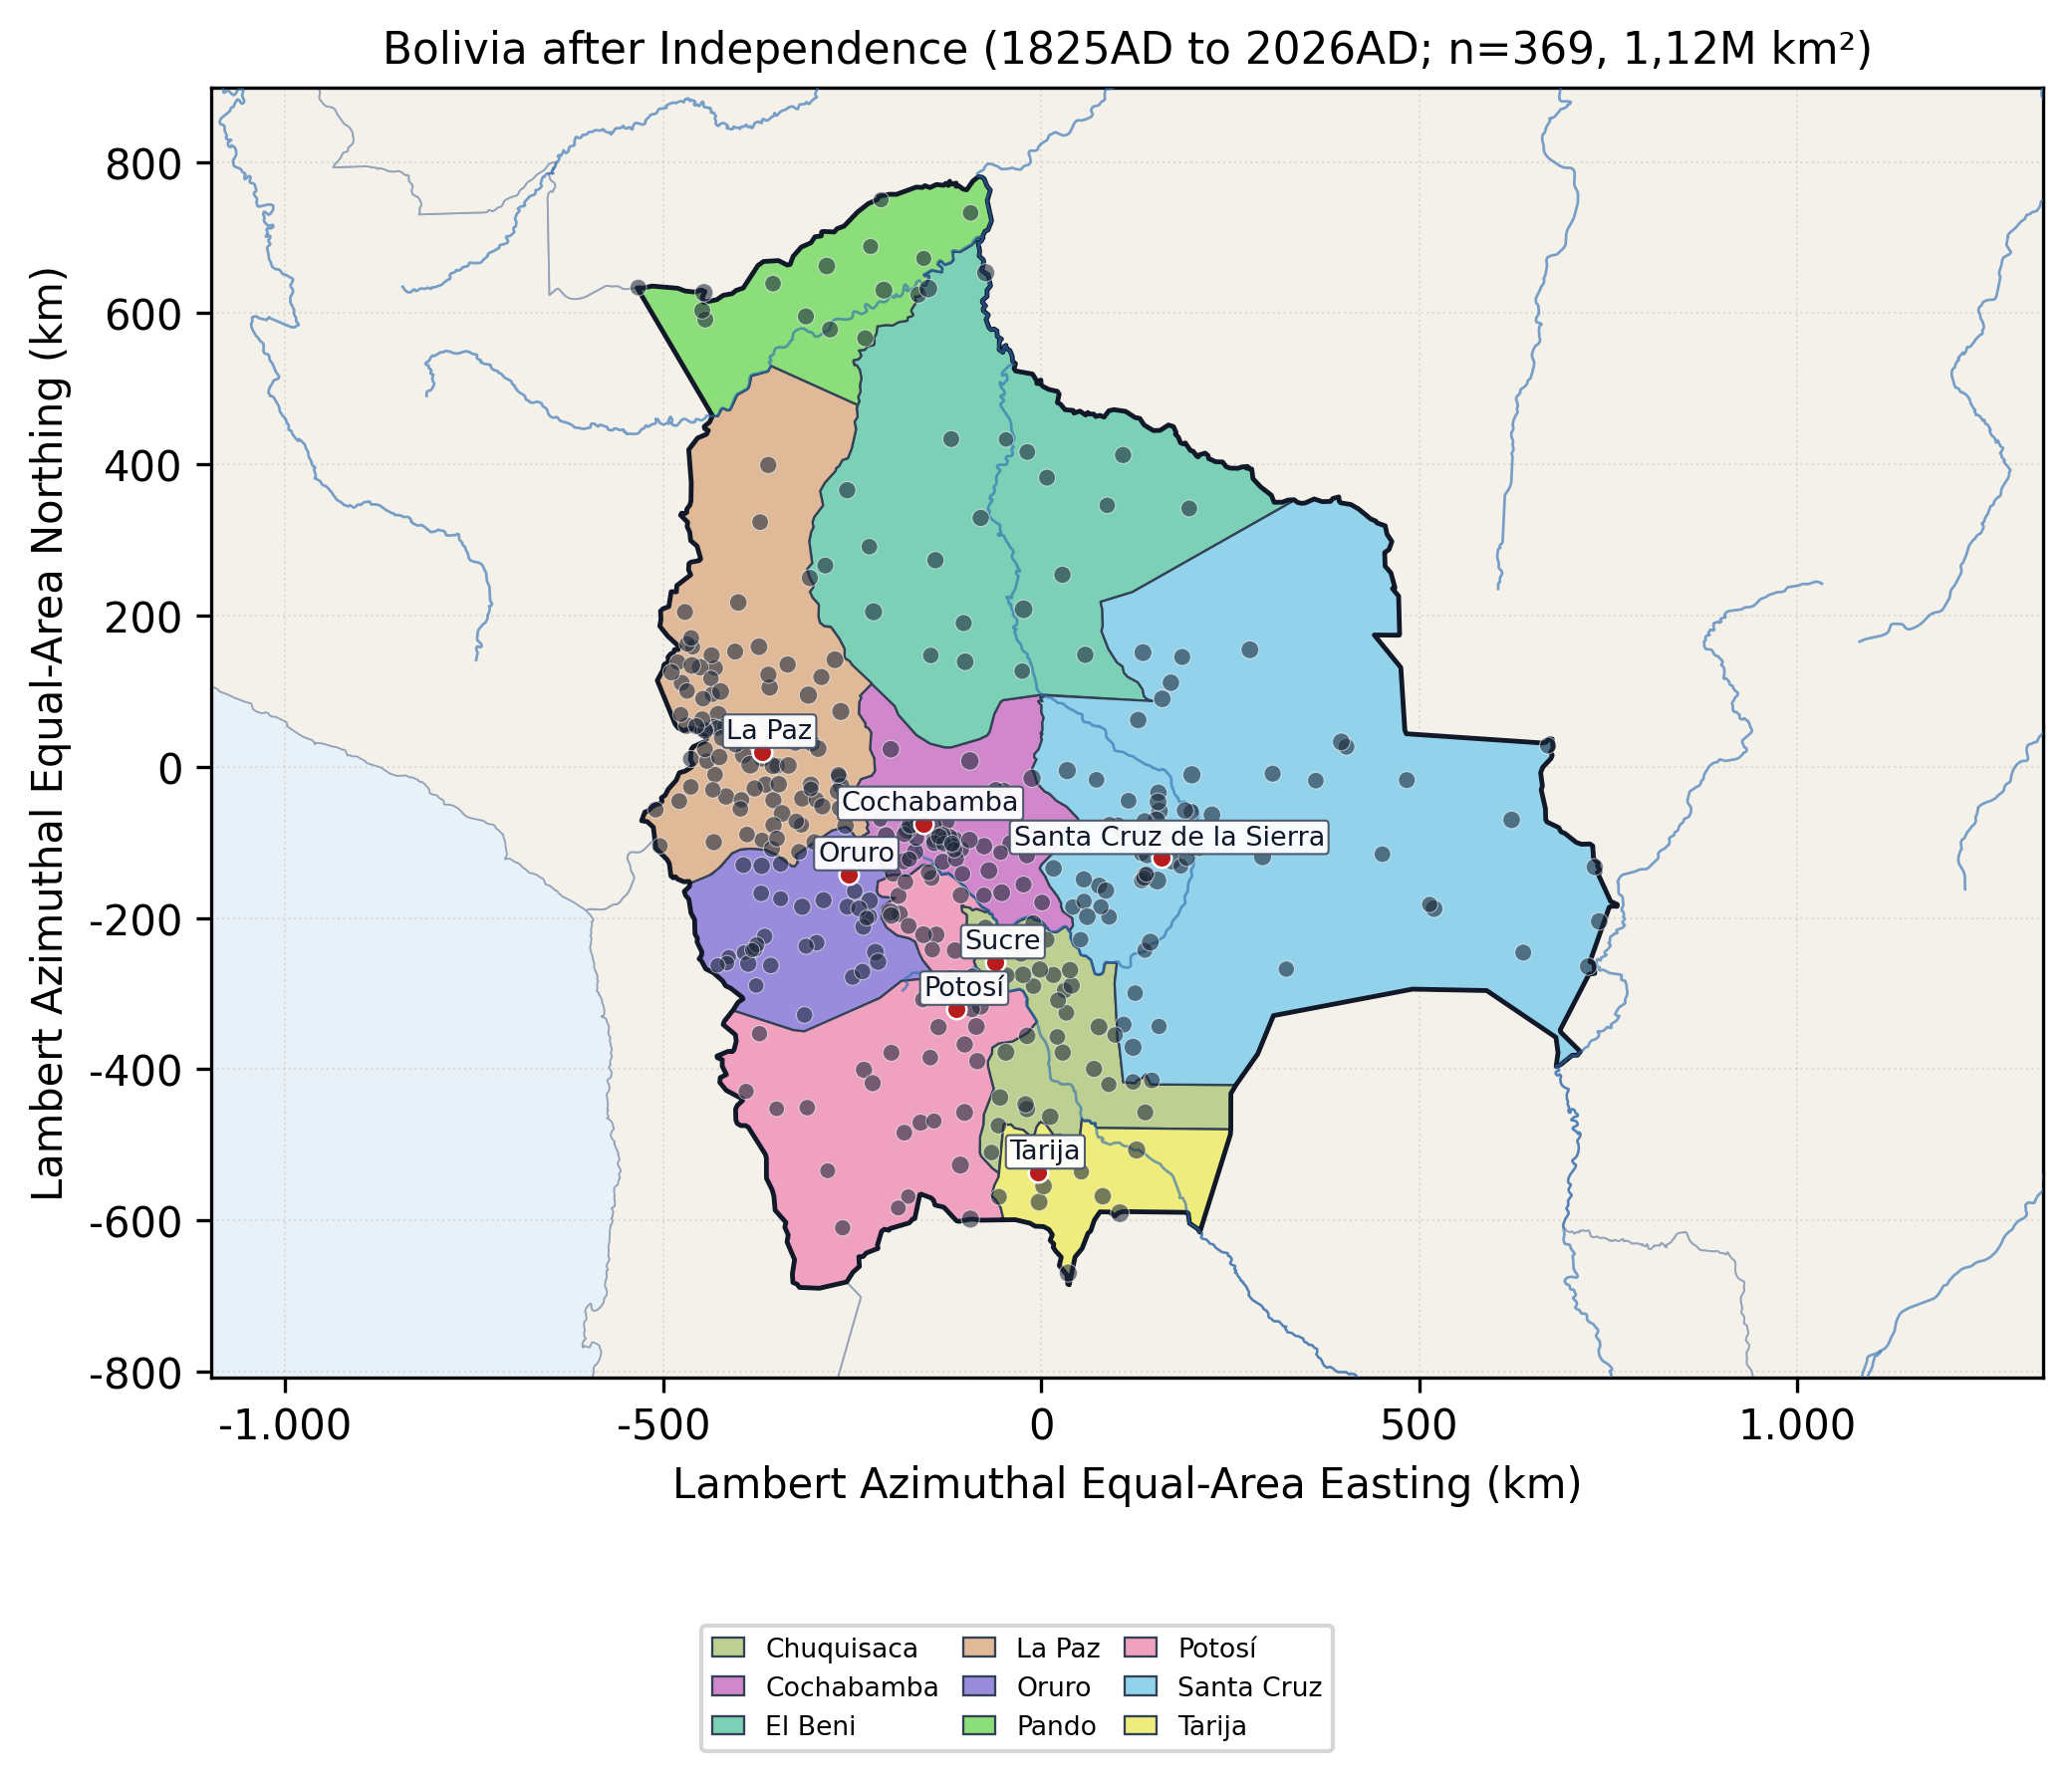 Bolivia after Independence (1825AD to 2026AD; n=369, 1,12M km²)
Lambert Azimuthal Equal-Area Northing (km)
800
600
400
200
0
-200
-400
-600
-800
La Paz
Cochabamba
Santa Cruz de la Sierra
Oruro
Sucre
Potosí
Tarija
-1.000
-500
0
500
1.000
Lambert Azimuthal Equal-Area Easting (km)
Chuquisaca
La Paz
Potosí
Cochabamba
Oruro
Santa Cruz
El Beni
Pando
Tarija